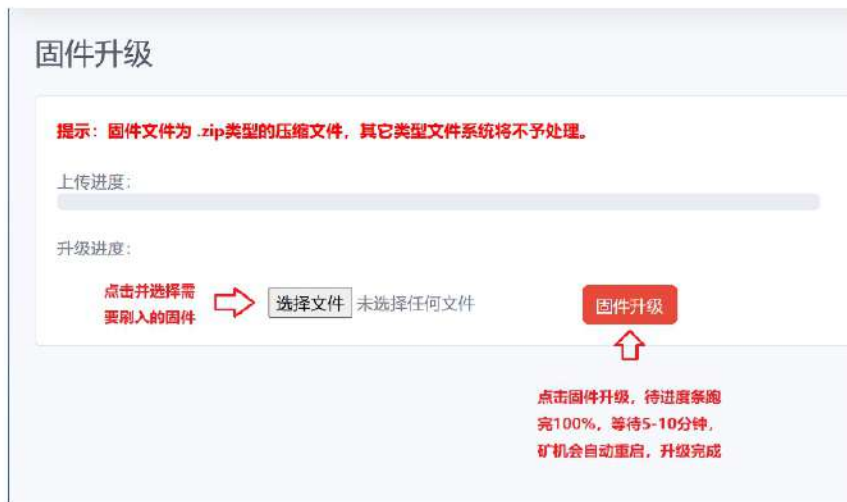 固件升级
提示：固件文件为 .zip类型的压缩文件，其它类型文件系统将不予处理。
上传进度:
升级进度:
点击并选择需
要刷入的固件
选择文件 未选择任何文件
固件升级
点击固件升级，待进度条跑
完100%，等待5-10分钟，
矿机会自动重启，升级完成